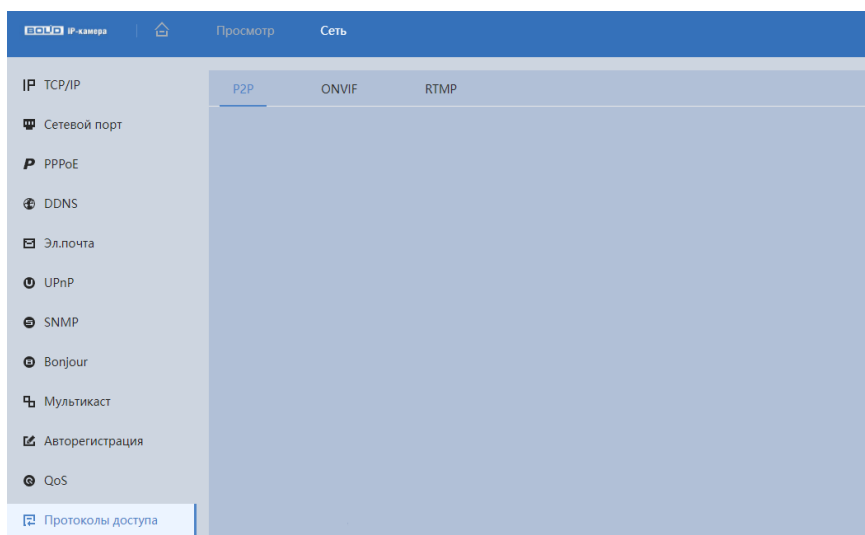 BOLID IP-камера
Просмотр
Сеть
IP TCP/IP
Сетевой порт
P PPPoE
DDNS
Эл.почта
UPnP
SNMP
Bonjour
Мультикаст
Авторегистрация
QoS
Протоколы доступа
P2P
ONVIF
RTMP